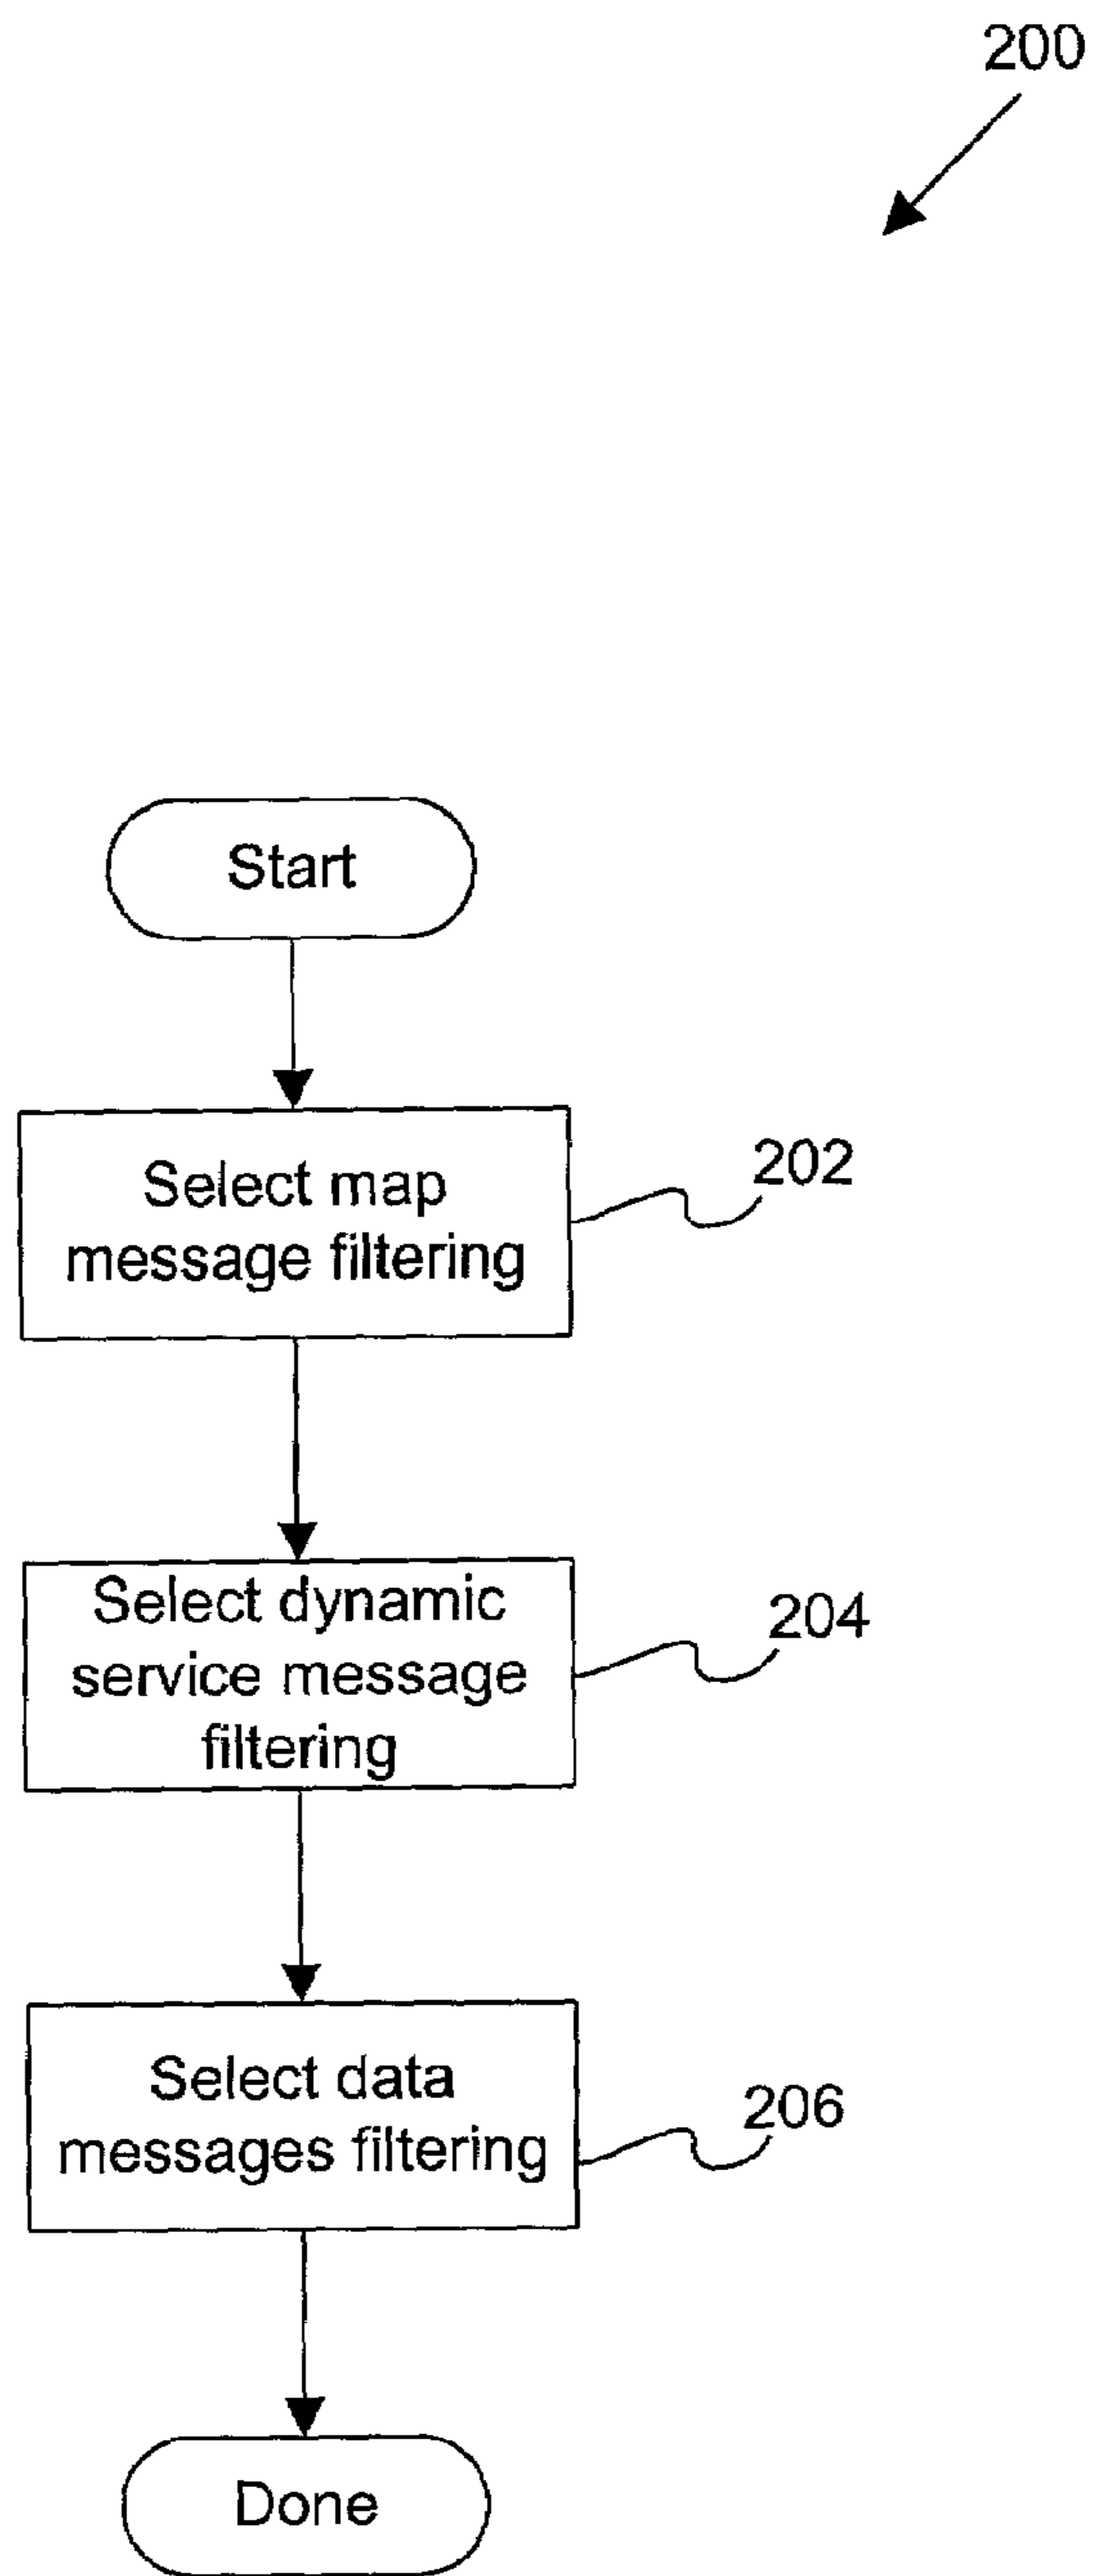 200
Start
Select map
message filtering
202
Select dynamic
service message
filtering
204
Select data
messages filtering
206
Done